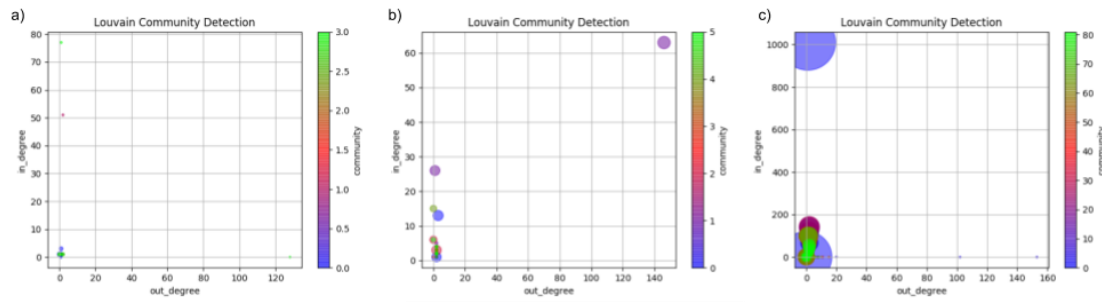 a)
Louvain Community Detection
80
70
60
50
40
30
20
10
0
in_degree
0 20 40 60 80 100 120
out_degree
3.0
2.5
2.0
1.5
1.0
0.5
0.0
community
b)
Louvain Community Detection
60
50
40
30
20
10
0
in_degree
0 20 40 60 80 100 120 140
out_degree
5
4
3
2
1
0
community
c)
Louvain Community Detection
1000
800
600
400
200
0
in_degree
0 20 40 60 80 100 120 140 160
out_degree
80
70
60
50
40
30
20
10
0
community